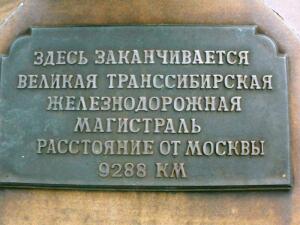 ЗДЕСЬ ЗАКАНЧИВАЕТСЯ
ВЕЛИКАЯ ТРАНССИБИРСКАЯ
ЖЕЛЕЗНОДОРОЖНАЯ
МАГИСТРАЛЬ
РАССТОЯНИЕ ОТ МОСКВЫ
9288 КМ